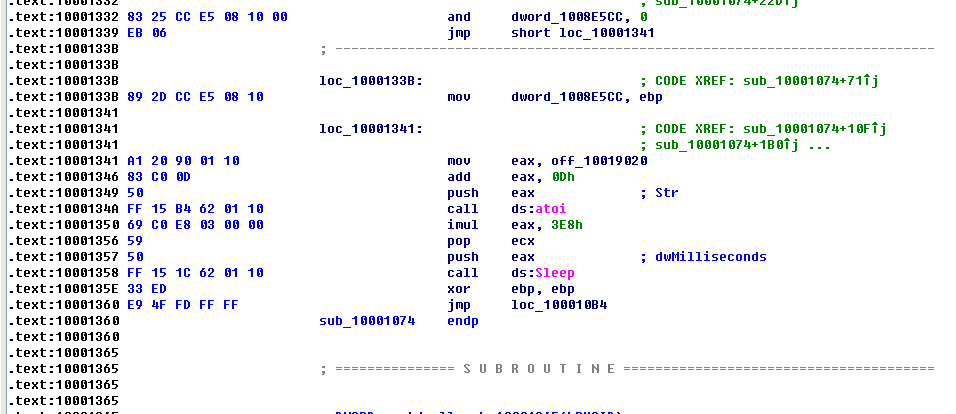 .text:10001332 ; sub_10001074+22D↑j
.text:10001332 83 25 CC E5 08 10 00 and dword_1008E5CC, 0
.text:10001339 EB 06 jmp short loc_10001341
.text:1000133B ; ---------------------------------------------------------------------------
.text:1000133B
.text:1000133B loc_1000133B: ; CODE XREF: sub_10001074+71↑j
.text:1000133B 89 2D CC E5 08 10 mov dword_1008E5CC, ebp
.text:10001341
.text:10001341 loc_10001341: ; CODE XREF: sub_10001074+10F↑j
.text:10001341 ; sub_10001074+1B0↑j ...
.text:10001341 A1 20 90 01 10 mov eax, off_10019020
.text:10001346 83 C0 0D add eax, 0Dh
.text:10001349 50 push eax ; Str
.text:1000134A FF 15 B4 62 01 10 call ds:atoi
.text:10001350 69 C0 E8 03 00 00 imul eax, 3E8h
.text:10001356 59 pop ecx
.text:10001357 50 push eax ; dwMilliseconds
.text:10001358 FF 15 1C 62 01 10 call ds:Sleep
.text:1000135E 33 ED xor ebp, ebp
.text:10001360 E9 4F FD FF FF jmp loc_100010B4
.text:10001360 sub_10001074 endp
.text:10001360
.text:10001365
.text:10001365 ; =============== S U B R O U T I N E =======================================
.text:10001365
.text:10001365